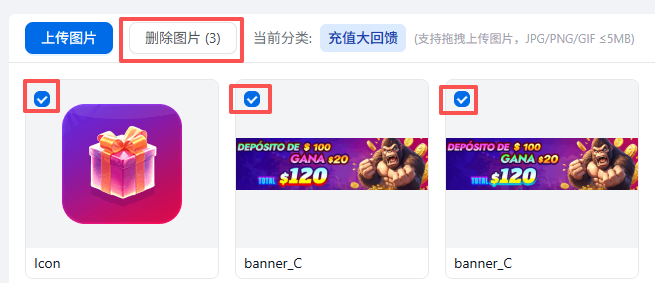 上传图片
删除图片 (3)
当前分类:
充值大回馈
(支持拖拽上传图片，JPG/PNG/GIF ≤5MB)
DEPÓSITO DE $ 100
GANA $20
TOTAL $120
DEPÓSITO DE $ 100
GANA $20
TOTAL $120
Icon
banner_C
banner_C